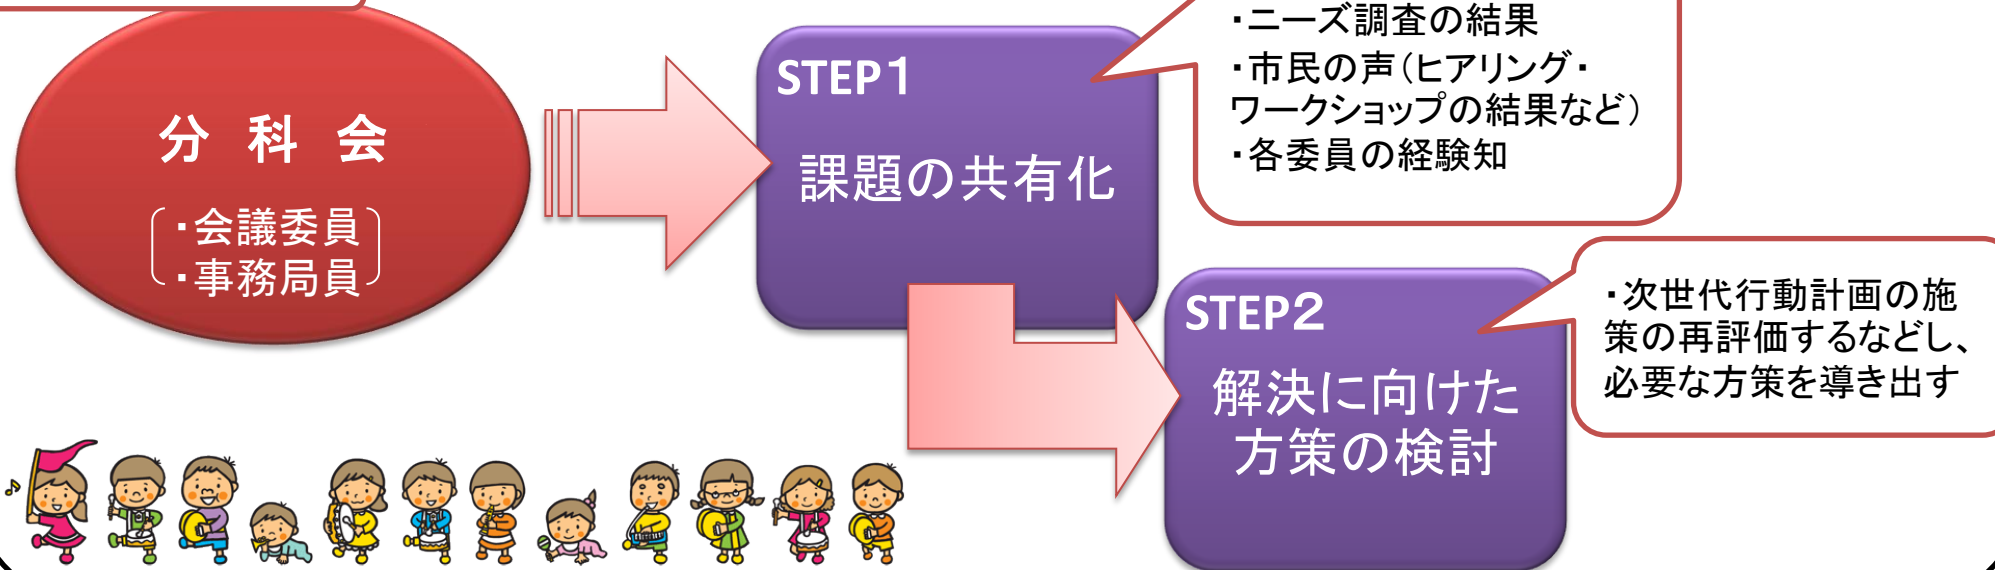 分 科 会
・会議委員
・事務局員
STEP1
課題の共有化
・ニーズ調査の結果
・市民の声(ヒアリング・
ワークショップの結果など)
・各委員の経験知
STEP2
解決に向けた
方策の検討
・次世代行動計画の施
策の再評価するなどし、
必要な方策を導き出す